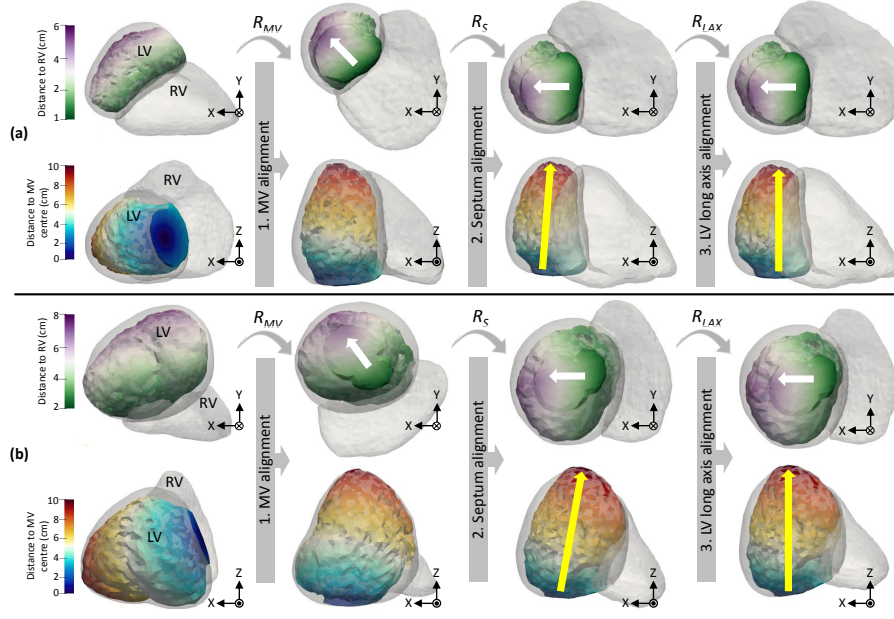 R_MV
R_S
R_LAX
Distance to RV (cm)
6
4
2
1
LV
RV
X
Y
X
Y
X
Y
X
Y
(a)
1. MV alignment
2. Septum alignment
3. LV long axis alignment
Distance to MV
centre (cm)
10
8
6
4
2
0
RV
LV
X
Z
X
Z
X
Z
X
Z
R_MV
R_S
R_LAX
Distance to RV (cm)
8
6
4
2
LV
RV
X
Y
X
Y
X
Y
X
Y
(b)
1. MV alignment
2. Septum alignment
3. LV long axis alignment
Distance to MV
centre (cm)
10
8
6
4
2
0
RV
LV
X
Z
X
Z
X
Z
X
Z